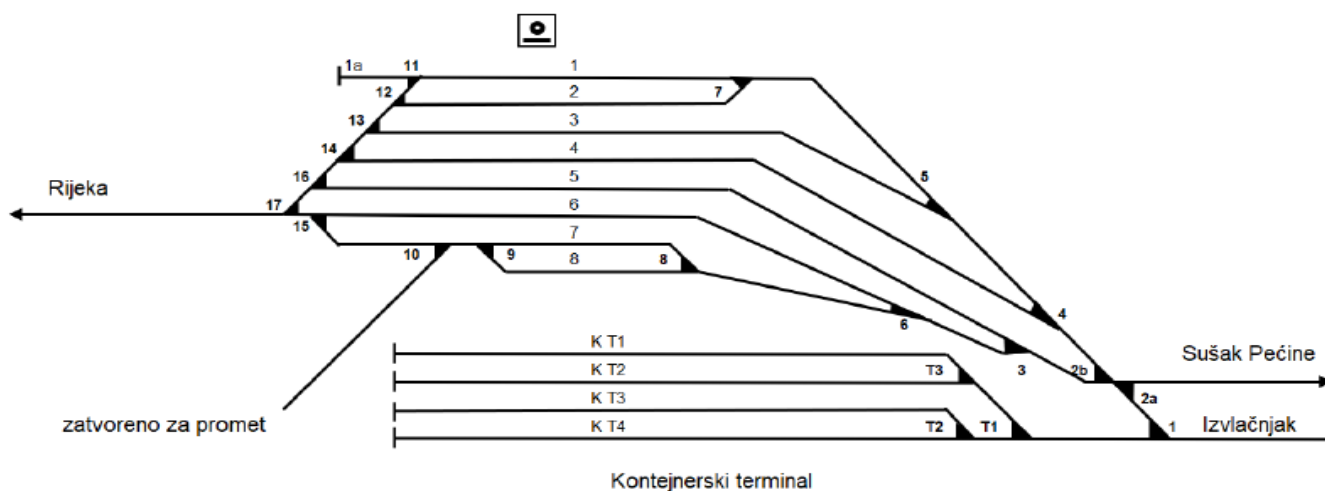 1a 11 1
12 2 7
13 3
14 4
16 5 5
Rijeka
17 6
15 7
10 9 8 8
6 4
K T1
Sušak Pećine
K T2 T3 3 2b
2a
K T3
zatvoreno za promet
K T4 T2 T1 1 Izvlačnjak
Kontejnerski terminal